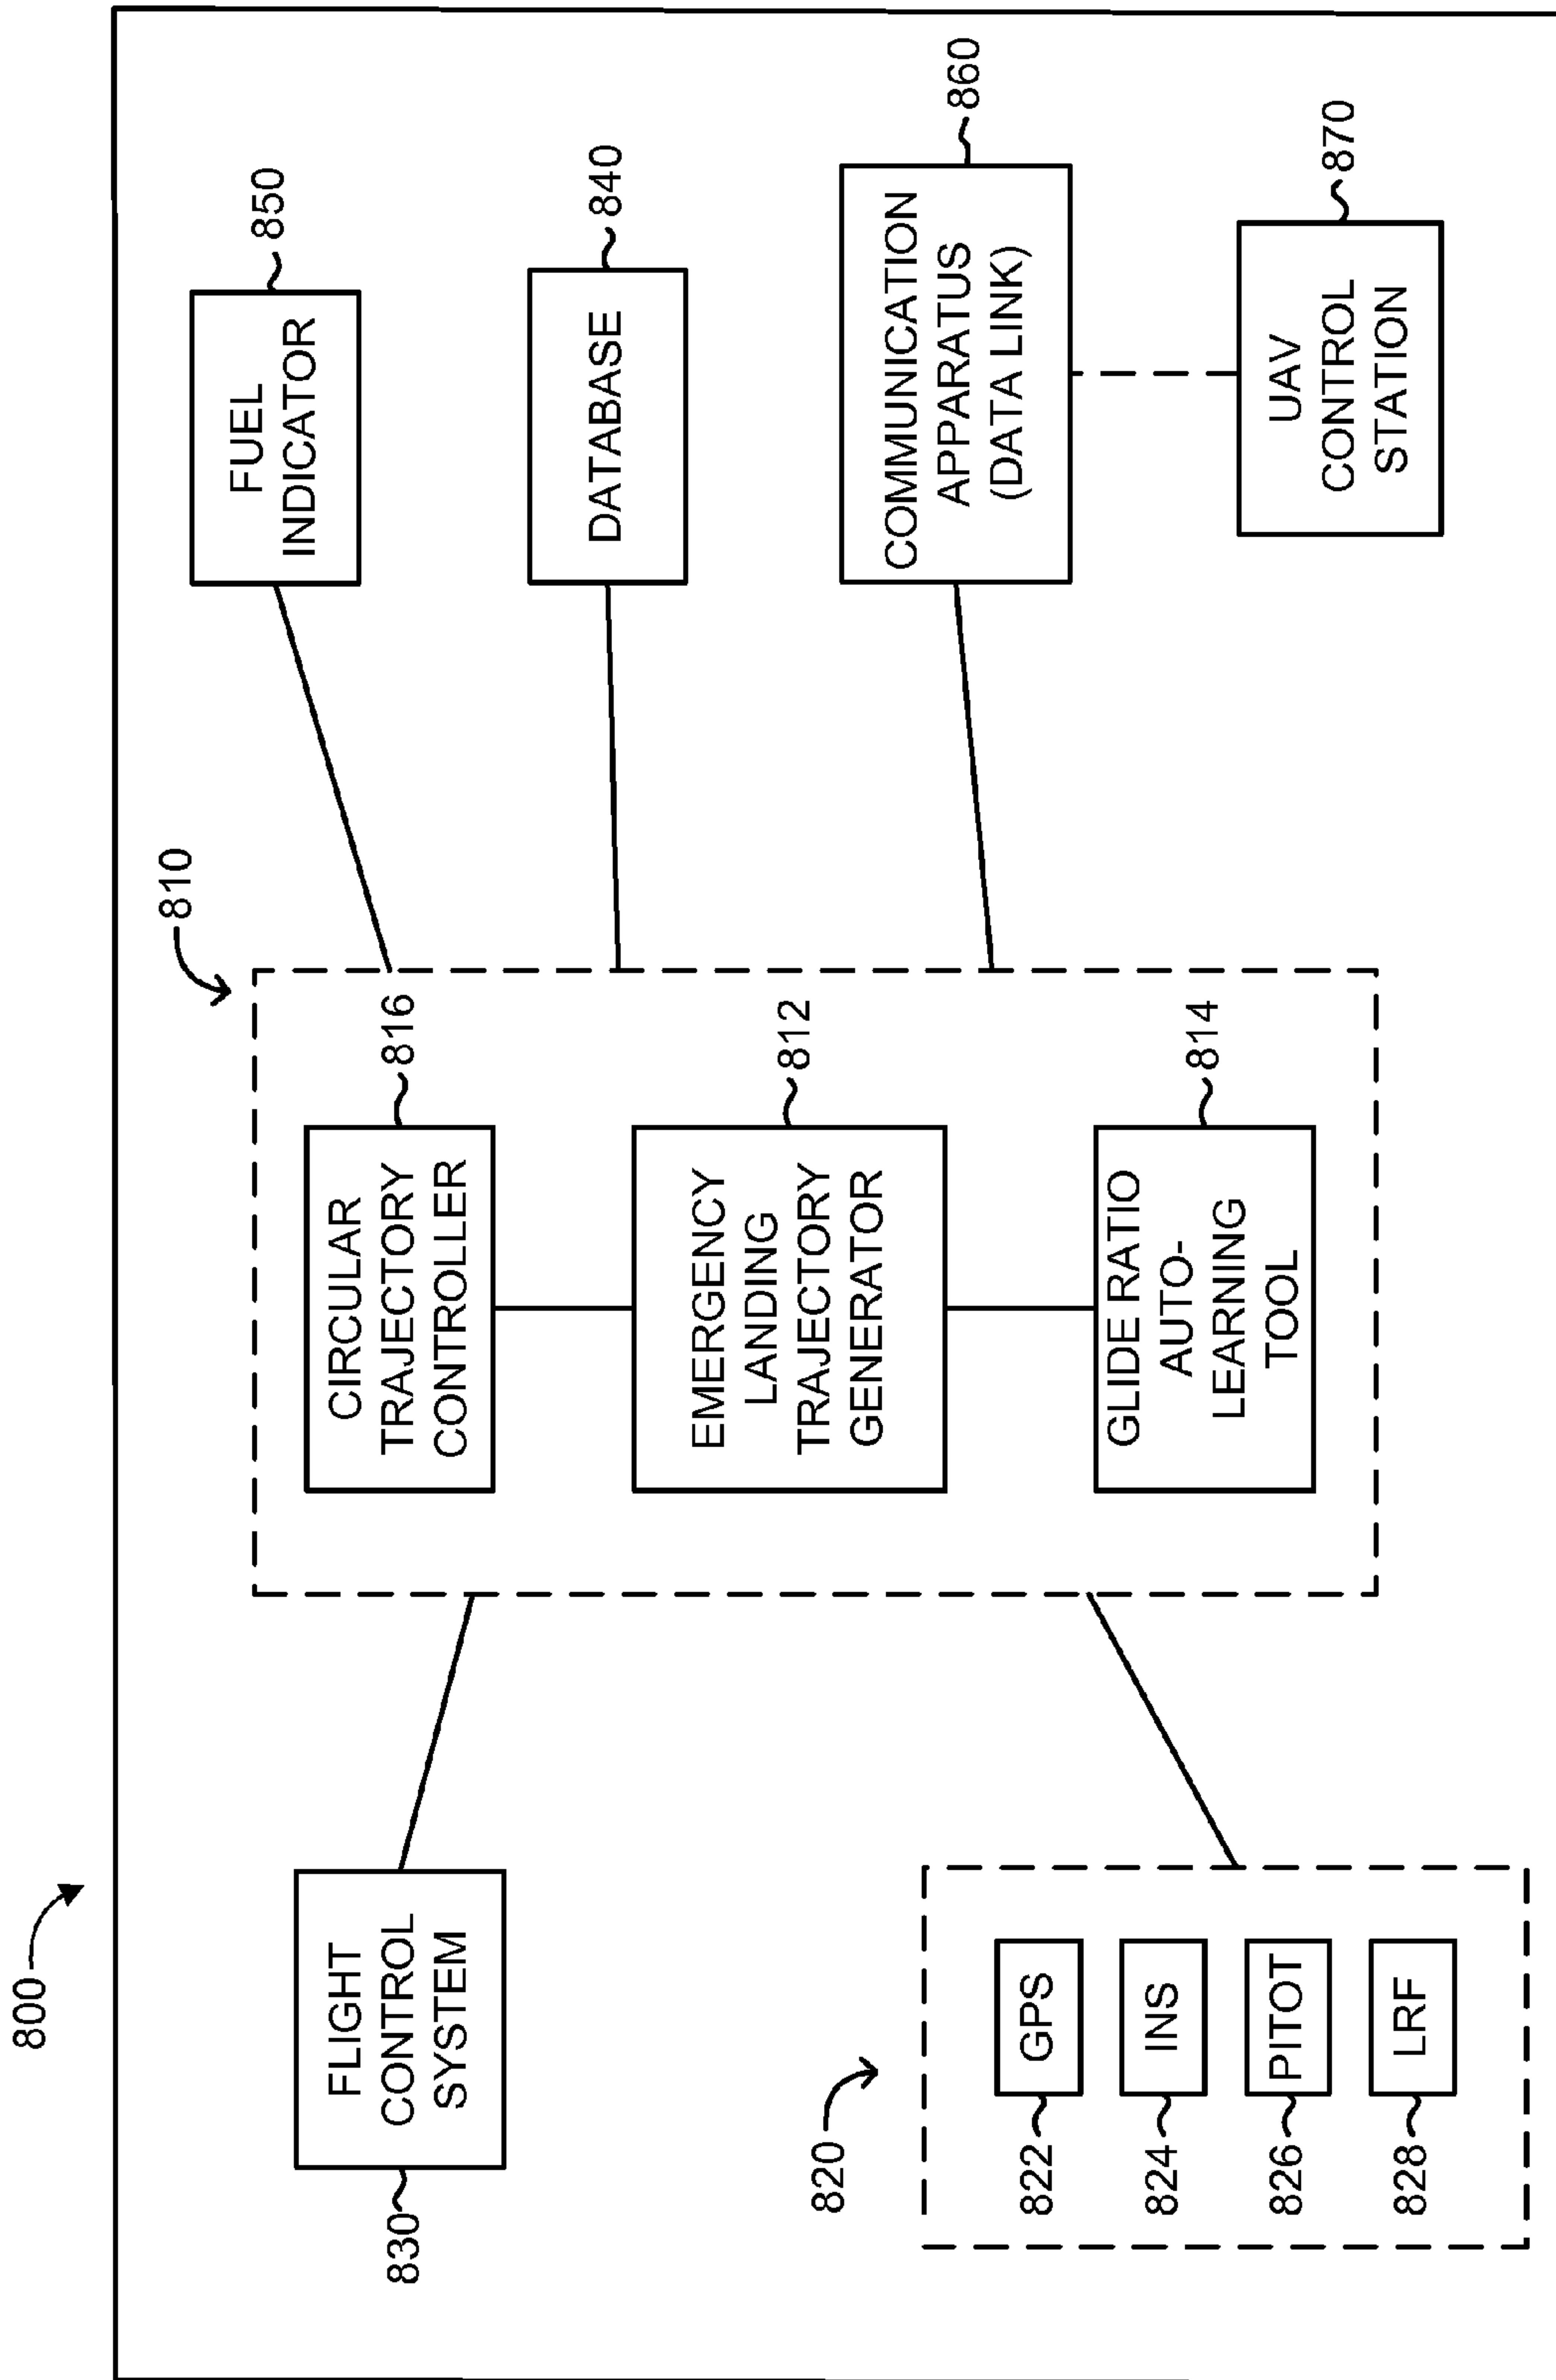 800
810
FLIGHT
CONTROL
SYSTEM
830
CIRCULAR
TRAJECTORY
CONTROLLER
816
FUEL
INDICATOR
850
DATABASE
840
EMERGENCY
LANDING
TRAJECTORY
GENERATOR
812
820
GPS
822
INS
824
PITOT
826
LRF
828
GLIDE RATIO
AUTO-
LEARNING
TOOL
814
COMMUNICATION
APPARATUS
(DATA LINK)
860
UAV
CONTROL
STATION
870